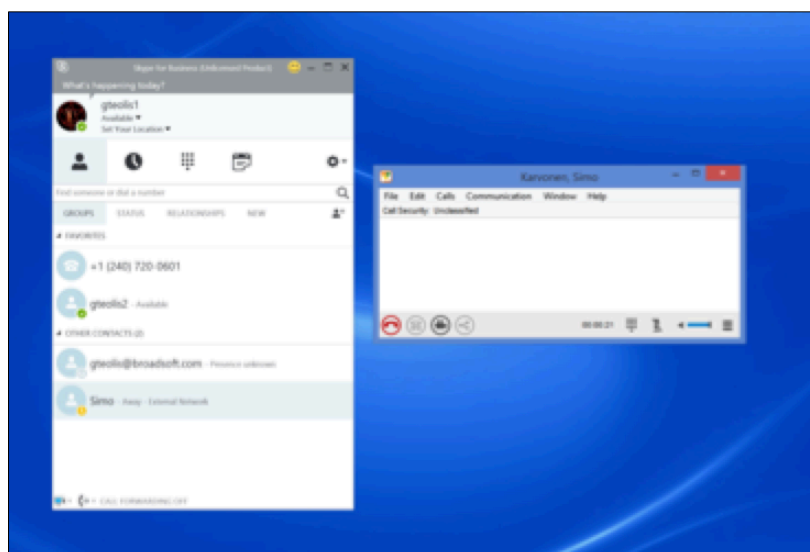 Skype for Business (Unlicensed Product)
What's happening today?
gteolis1
Available
Set Your Location
Find someone or dial a number
GROUPS STATUS RELATIONSHIPS NEW
FAVORITES
+1 (240) 720-0601
gteolis2 - Available
OTHER CONTACTS (2)
gteolis@broadsoft.com - Presence unknown
Simo - Away - External Network
CALL FORWARDING OFF
Karvonen, Simo
File Edit Calls Communication Window Help
Call Security: Unclassified
00:00:21